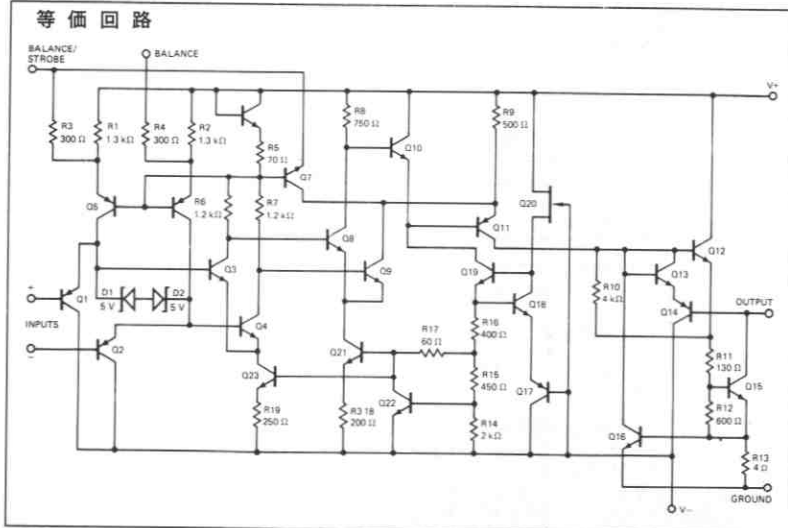 等価回路
BALANCE/
STROBE
BALANCE
V+
R3
300 Ω
R1
1.3 kΩ
R4
300 Ω
R2
1.3 kΩ
R5
70 Ω
R8
750 Ω
R9
500 Ω
Q10
Q7
Q20
Q5
R6
1.2 kΩ
R7
1.2 kΩ
Q11
Q8
Q12
Q3
Q9
Q19
R10
4 kΩ
Q13
Q1
D1
5 V
D2
5 V
Q18
Q14
OUTPUT
+
INPUTS
−
Q2
Q4
R16
400 Ω
R17
60 Ω
R11
130 Ω
Q21
Q15
Q23
R15
450 Ω
Q17
R12
600 Ω
Q22
R19
250 Ω
R3 18
200 Ω
R14
2 kΩ
Q16
R13
4 Ω
GROUND
V−